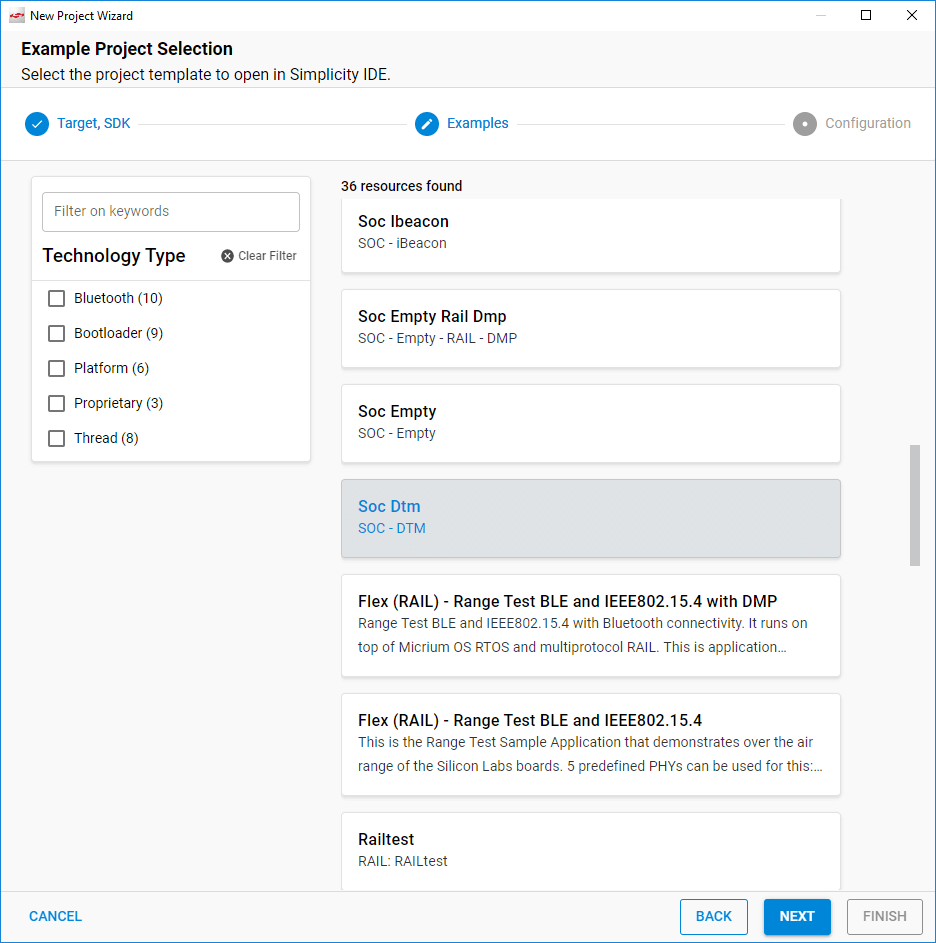 New Project Wizard
Example Project Selection
Select the project template to open in Simplicity IDE.
Target, SDK
Examples
Configuration
Filter on keywords
Technology Type
Clear Filter
Bluetooth (10)
Bootloader (9)
Platform (6)
Proprietary (3)
Thread (8)
36 resources found
Soc Ibeacon
SOC - iBeacon
Soc Empty Rail Dmp
SOC - Empty - RAIL - DMP
Soc Empty
SOC - Empty
Soc Dtm
SOC - DTM
Flex (RAIL) - Range Test BLE and IEEE802.15.4 with DMP
Range Test BLE and IEEE802.15.4 with Bluetooth connectivity. It runs on
top of Micrium OS RTOS and multiprotocol RAIL. This is application...
Flex (RAIL) - Range Test BLE and IEEE802.15.4
This is the Range Test Sample Application that demonstrates over the air
range of the Silicon Labs boards. 5 predefined PHYs can be used for this:...
Railtest
RAIL: RAILtest
CANCEL
BACK
NEXT
FINISH